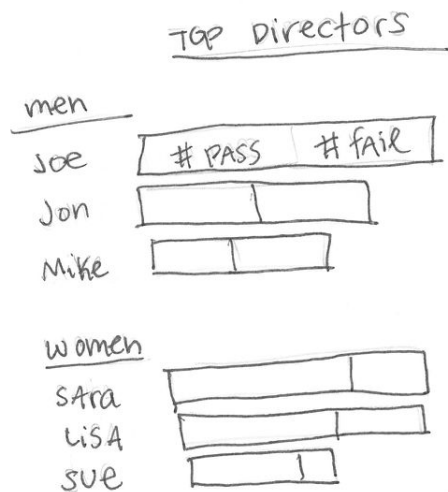 TOP Directors
men
Joe # PASS # fAil
Jon
Mike
women
SAra
LiSA
SUe